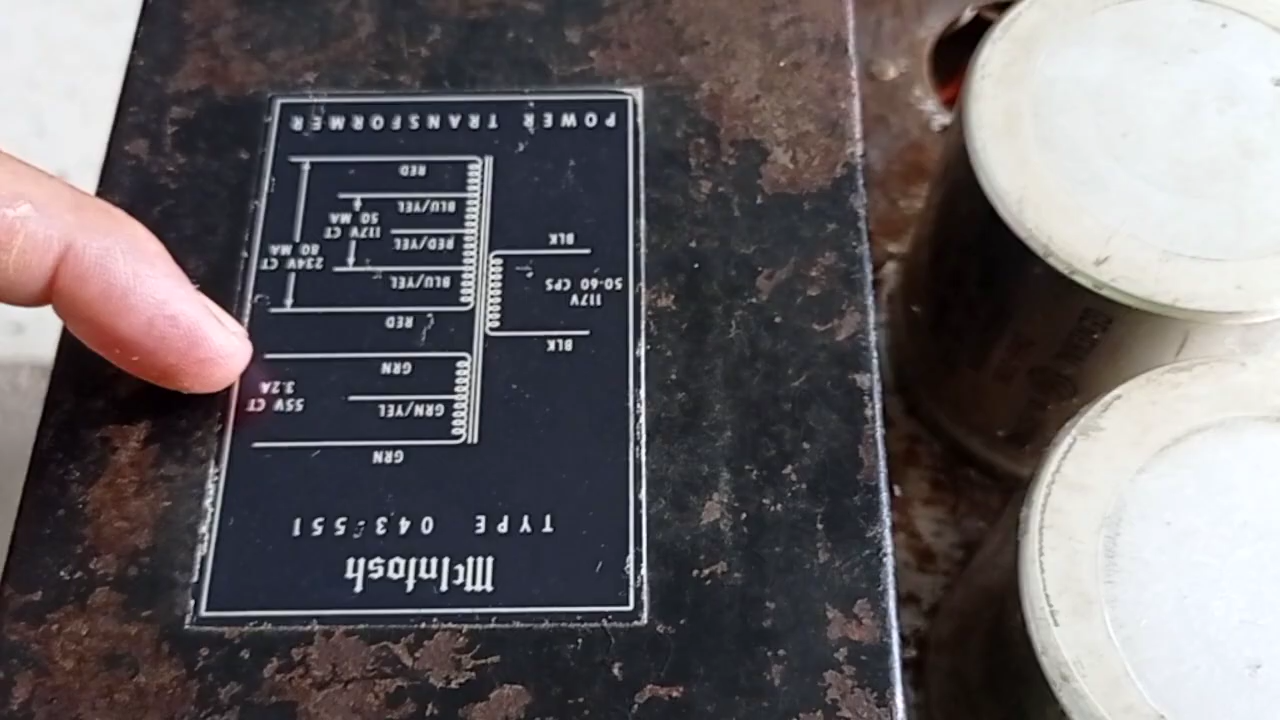 McIntosh
TYPE 043-551
GRN
55V CT
3.2A
GRN/YEL
GRN
BLK
RED
117V
50-60 CPS
BLU/YEL
234V CT
80 MA
RED/YEL
117V CT
50 MA
BLK
BLU/YEL
RED
POWER TRANSFORMER